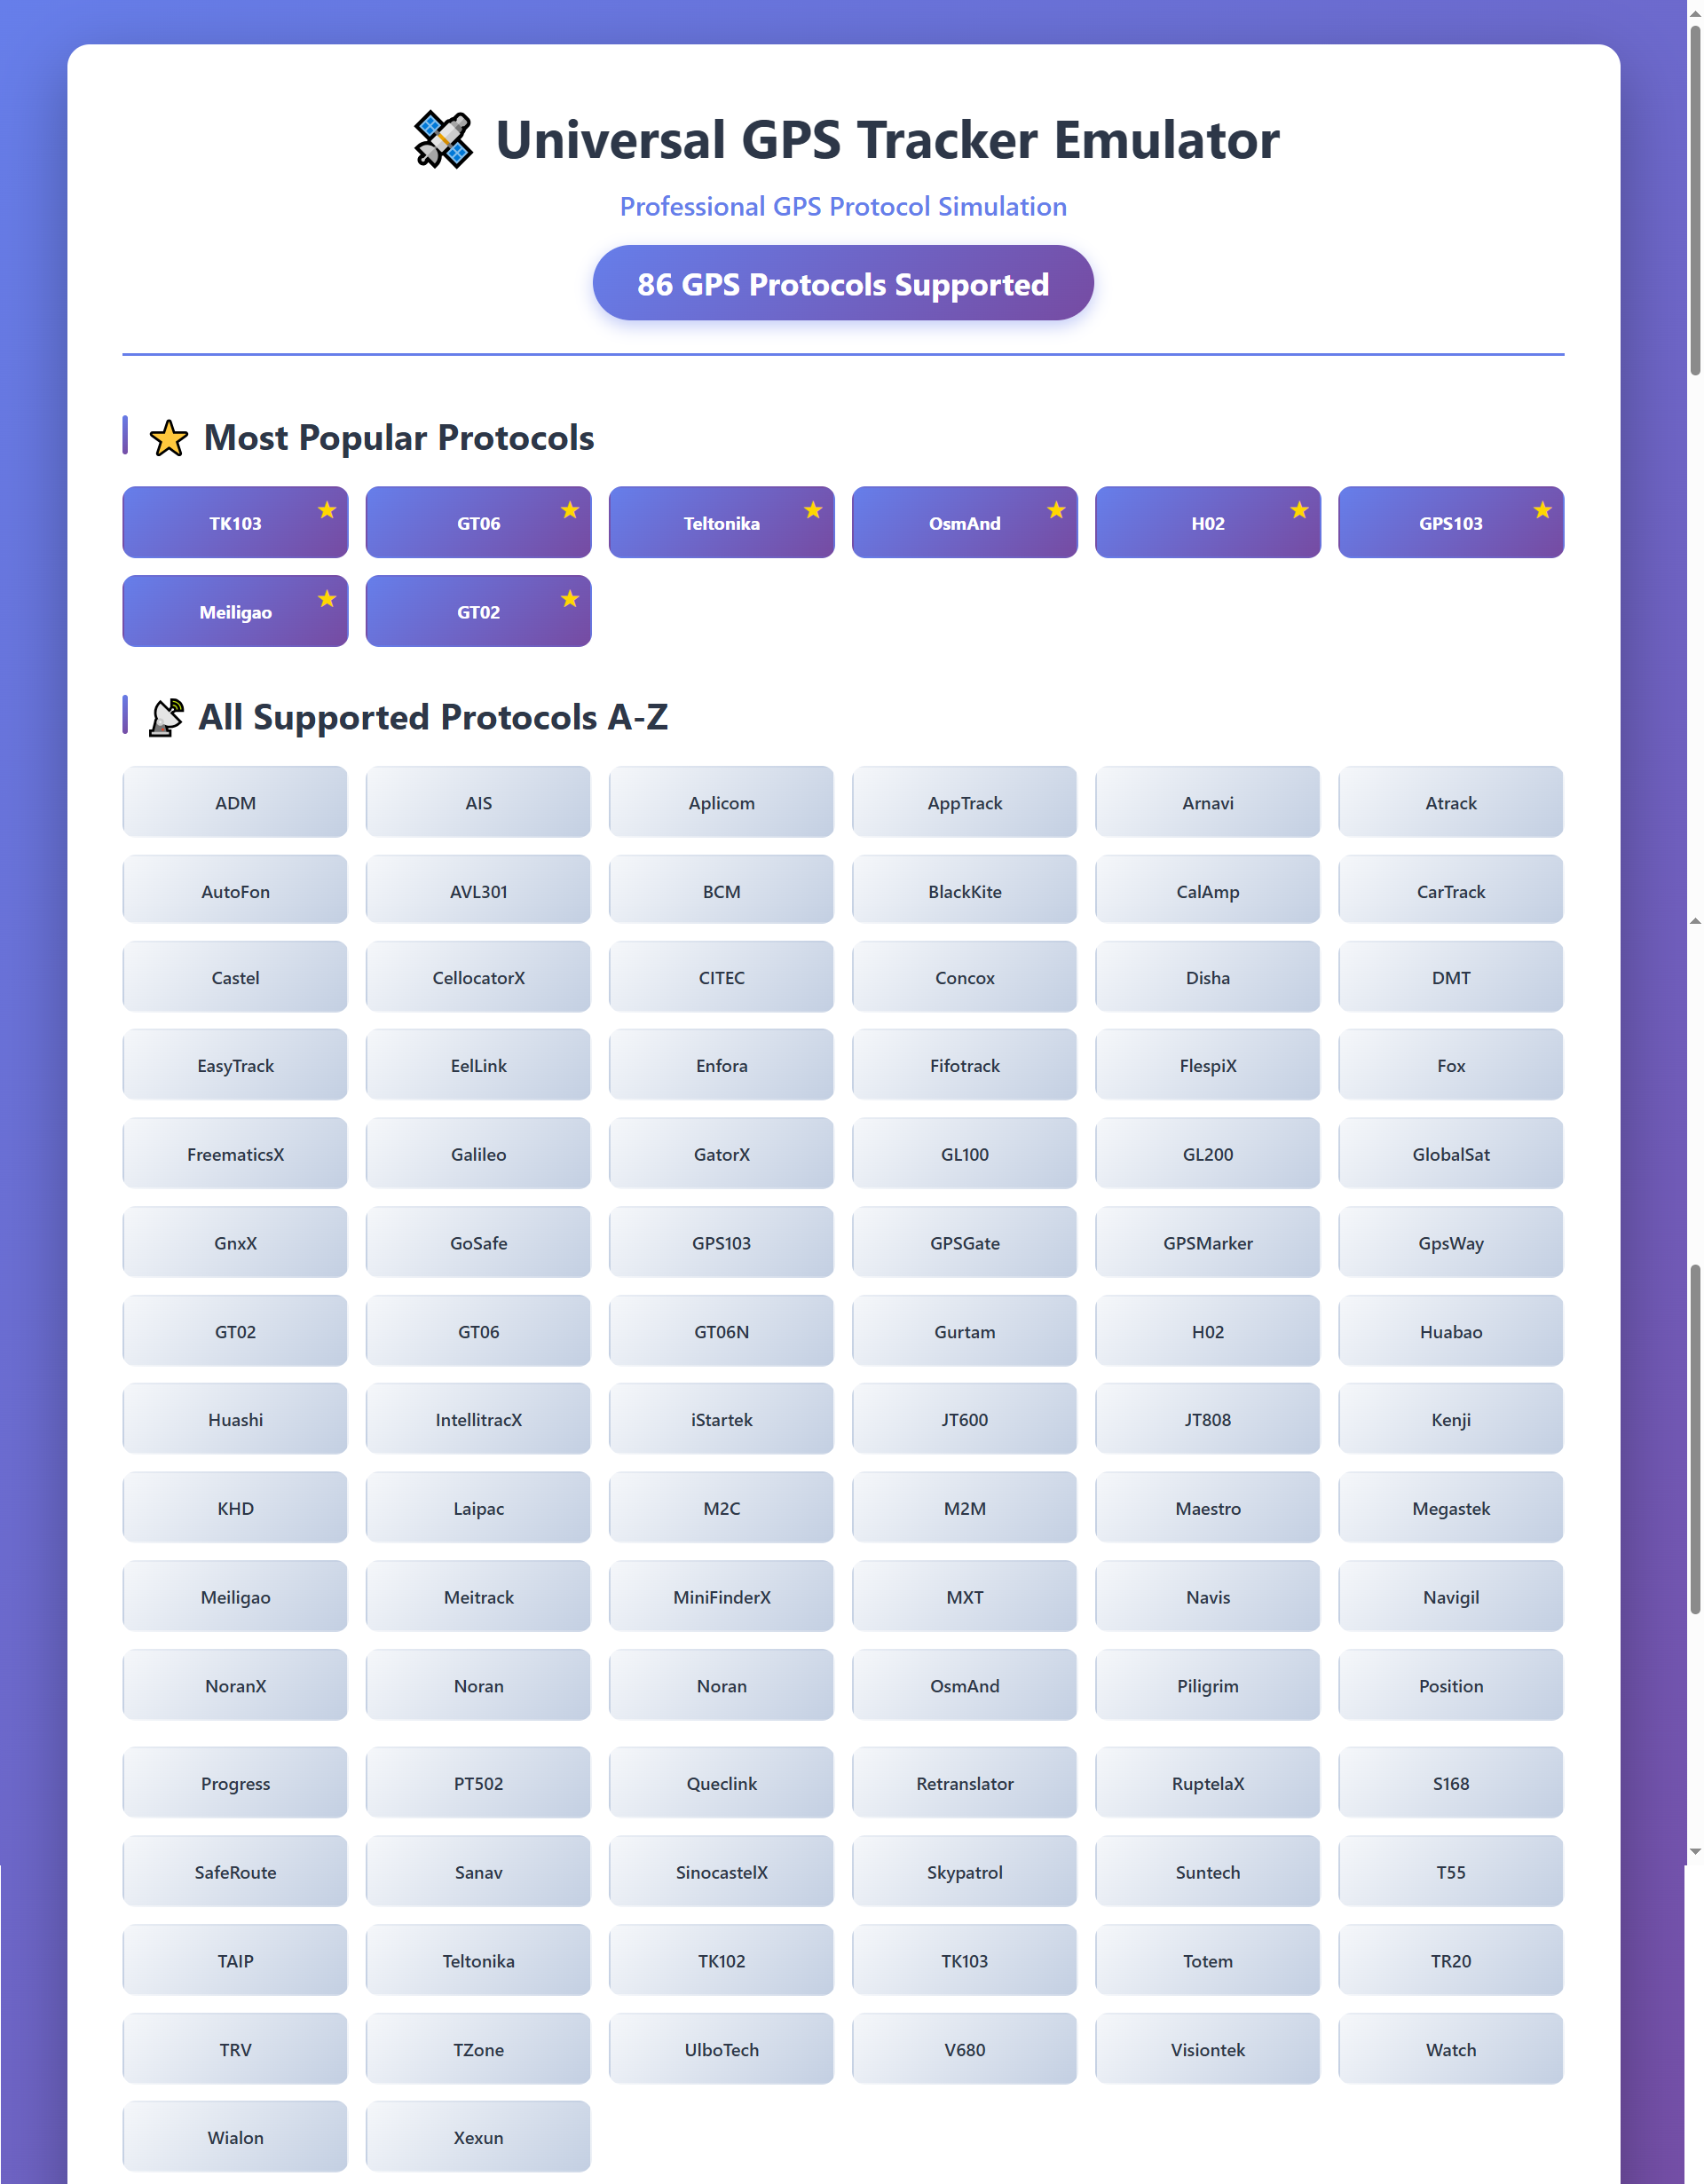 Universal GPS Tracker Emulator
Professional GPS Protocol Simulation
86 GPS Protocols Supported
Most Popular Protocols
TK103 GT06 Teltonika OsmAnd H02 GPS103
Meiligao GT02
All Supported Protocols A-Z
ADM AIS Aplicom AppTrack Arnavi Atrack
AutoFon AVL301 BCM BlackKite CalAmp CarTrack
Castel CellocatorX CITEC Concox Disha DMT
EasyTrack EelLink Enfora Fifotrack FlespiX Fox
FreematicsX Galileo GatorX GL100 GL200 GlobalSat
GnxX GoSafe GPS103 GPSGate GPSMarker GpsWay
GT02 GT06 GT06N Gurtam H02 Huabao
Huashi IntellitracX iStartek JT600 JT808 Kenji
KHD Laipac M2C M2M Maestro Megastek
Meiligao Meitrack MiniFinderX MXT Navis Navigil
NoranX Noran Noran OsmAnd Piligrim Position
Progress PT502 Queclink Retranslator RuptelaX S168
SafeRoute Sanav SinocastelX Skypatrol Suntech T55
TAIP Teltonika TK102 TK103 Totem TR20
TRV TZone UlboTech V680 Visiontek Watch
Wialon Xexun